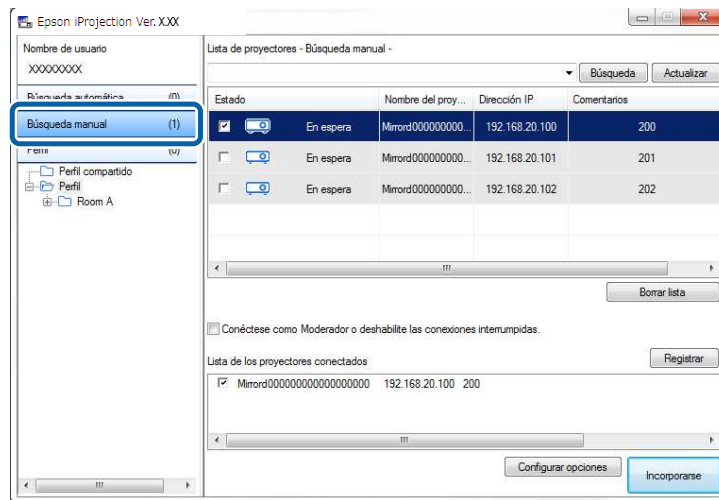 Epson iProjection Ver. X.XX
Nombre de usuario
XXXXXXXX
Búsqueda automática (0)
Búsqueda manual (1)
Perfil (0)
Perfil compartido
Perfil
Room A
Lista de proyectores - Búsqueda manual -
Búsqueda Actualizar
Estado Nombre del proy... Dirección IP Comentarios
En espera Mirrord000000000... 192.168.20.100 200
En espera Mirrord000000000... 192.168.20.101 201
En espera Mirrord000000000... 192.168.20.102 202
Borrar lista
Conéctese como Moderador o deshabilite las conexiones interrumpidas.
Lista de los proyectores conectados
Registrar
Mirrord000000000000000000 192.168.20.100 200
Configurar opciones
Incorporarse